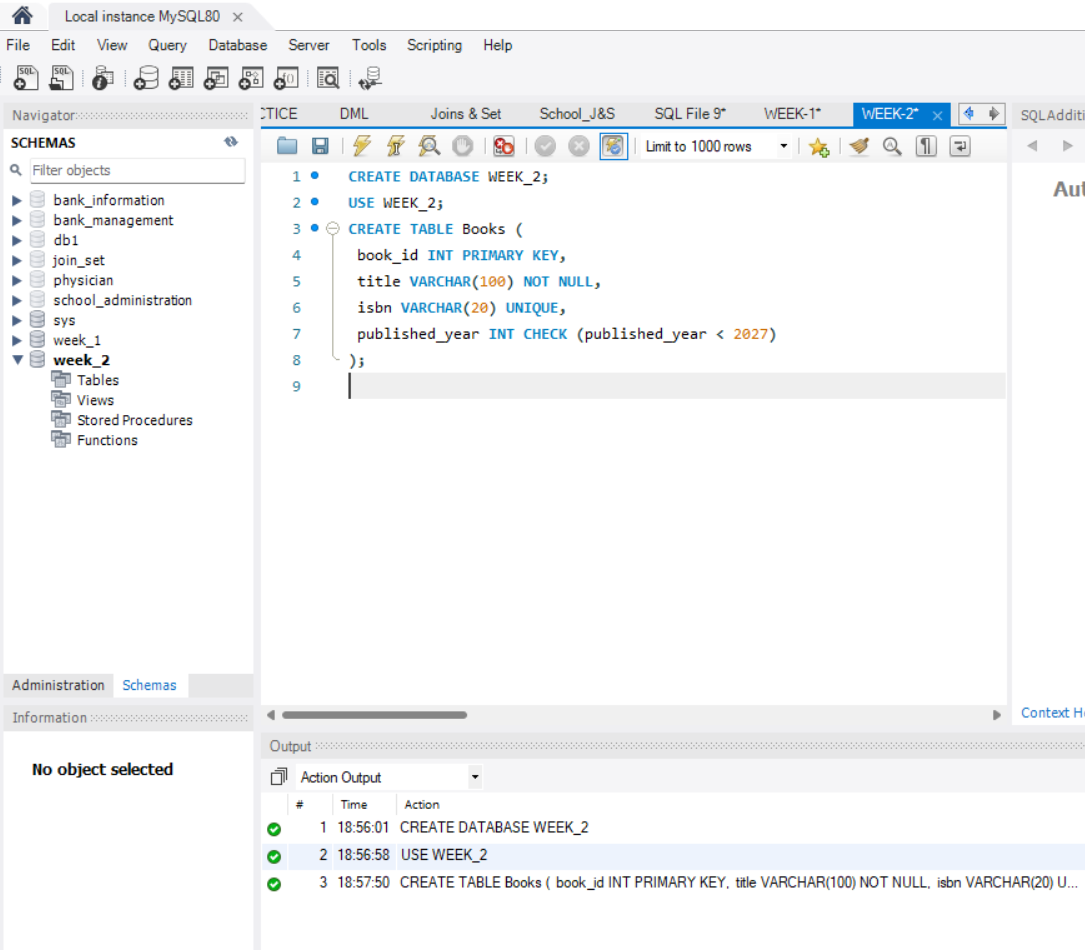 Local instance MySQL80 ×
File Edit View Query Database Server Tools Scripting Help
Navigator
SCHEMAS
Filter objects
bank_information
bank_management
db1
join_set
physician
school_administration
sys
week_1
week_2
Tables
Views
Stored Procedures
Functions
Administration Schemas
Information
No object selected
CTICE DML Joins & Set School_J&S SQL File 9* WEEK-1* WEEK-2* ×
Limit to 1000 rows
1 CREATE DATABASE WEEK_2;
2 USE WEEK_2;
3 CREATE TABLE Books (
4 book_id INT PRIMARY KEY,
5 title VARCHAR(100) NOT NULL,
6 isbn VARCHAR(20) UNIQUE,
7 published_year INT CHECK (published_year < 2027)
8 );
9
SQLAdditi
Aut
Context He
Output
Action Output
# Time Action
1 18:56:01 CREATE DATABASE WEEK_2
2 18:56:58 USE WEEK_2
3 18:57:50 CREATE TABLE Books ( book_id INT PRIMARY KEY, title VARCHAR(100) NOT NULL, isbn VARCHAR(20) U...